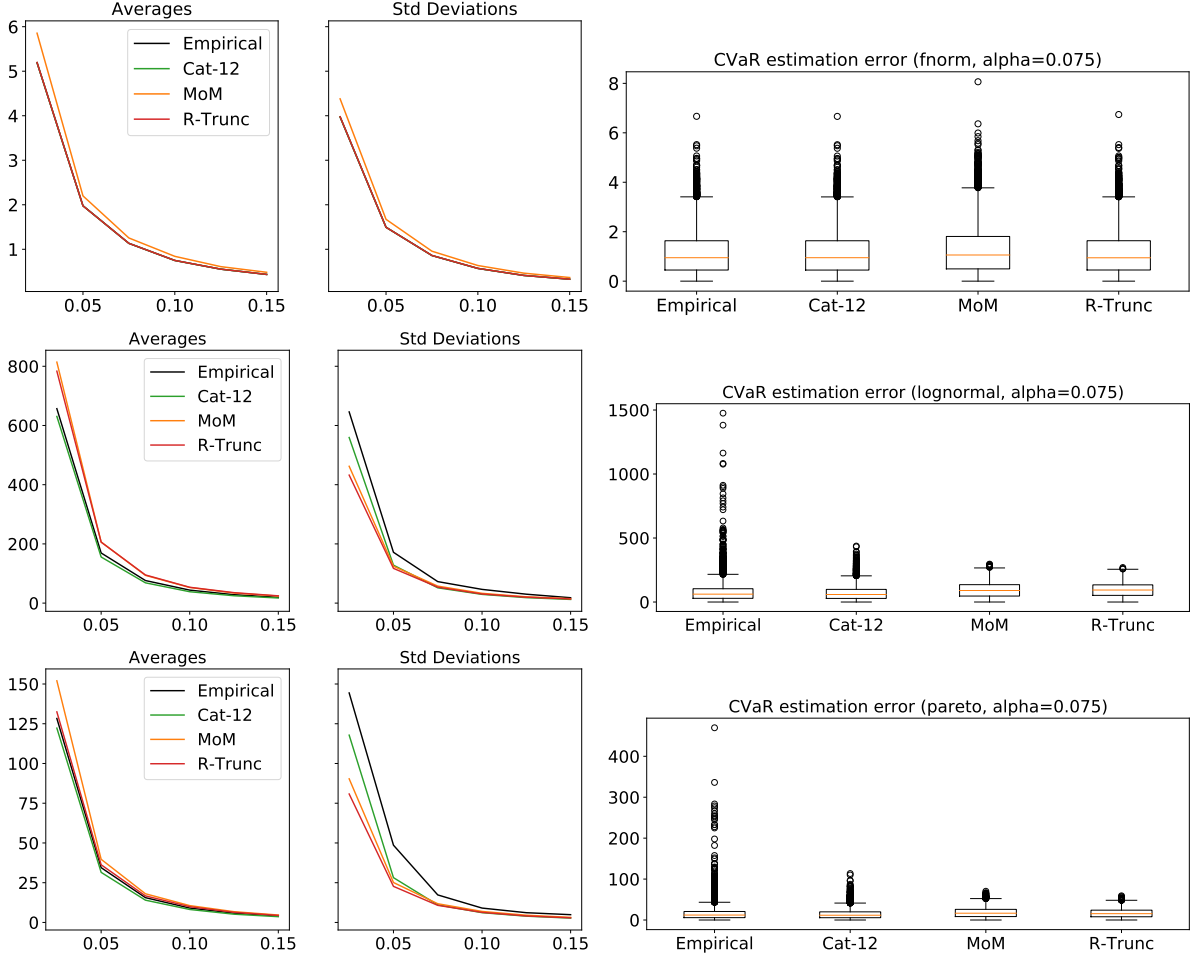 Averages
6
5
4
3
2
1
0.05 0.10 0.15
Empirical
Cat-12
MoM
R-Trunc
Std Deviations
0.05 0.10 0.15
CVaR estimation error (fnorm, alpha=0.075)
8
6
4
2
0
Empirical Cat-12 MoM R-Trunc
Averages
800
600
400
200
0
0.05 0.10 0.15
Empirical
Cat-12
MoM
R-Trunc
Std Deviations
0.05 0.10 0.15
CVaR estimation error (lognormal, alpha=0.075)
1500
1000
500
0
Empirical Cat-12 MoM R-Trunc
Averages
150
125
100
75
50
25
0
0.05 0.10 0.15
Empirical
Cat-12
MoM
R-Trunc
Std Deviations
0.05 0.10 0.15
CVaR estimation error (pareto, alpha=0.075)
400
300
200
100
0
Empirical Cat-12 MoM R-Trunc